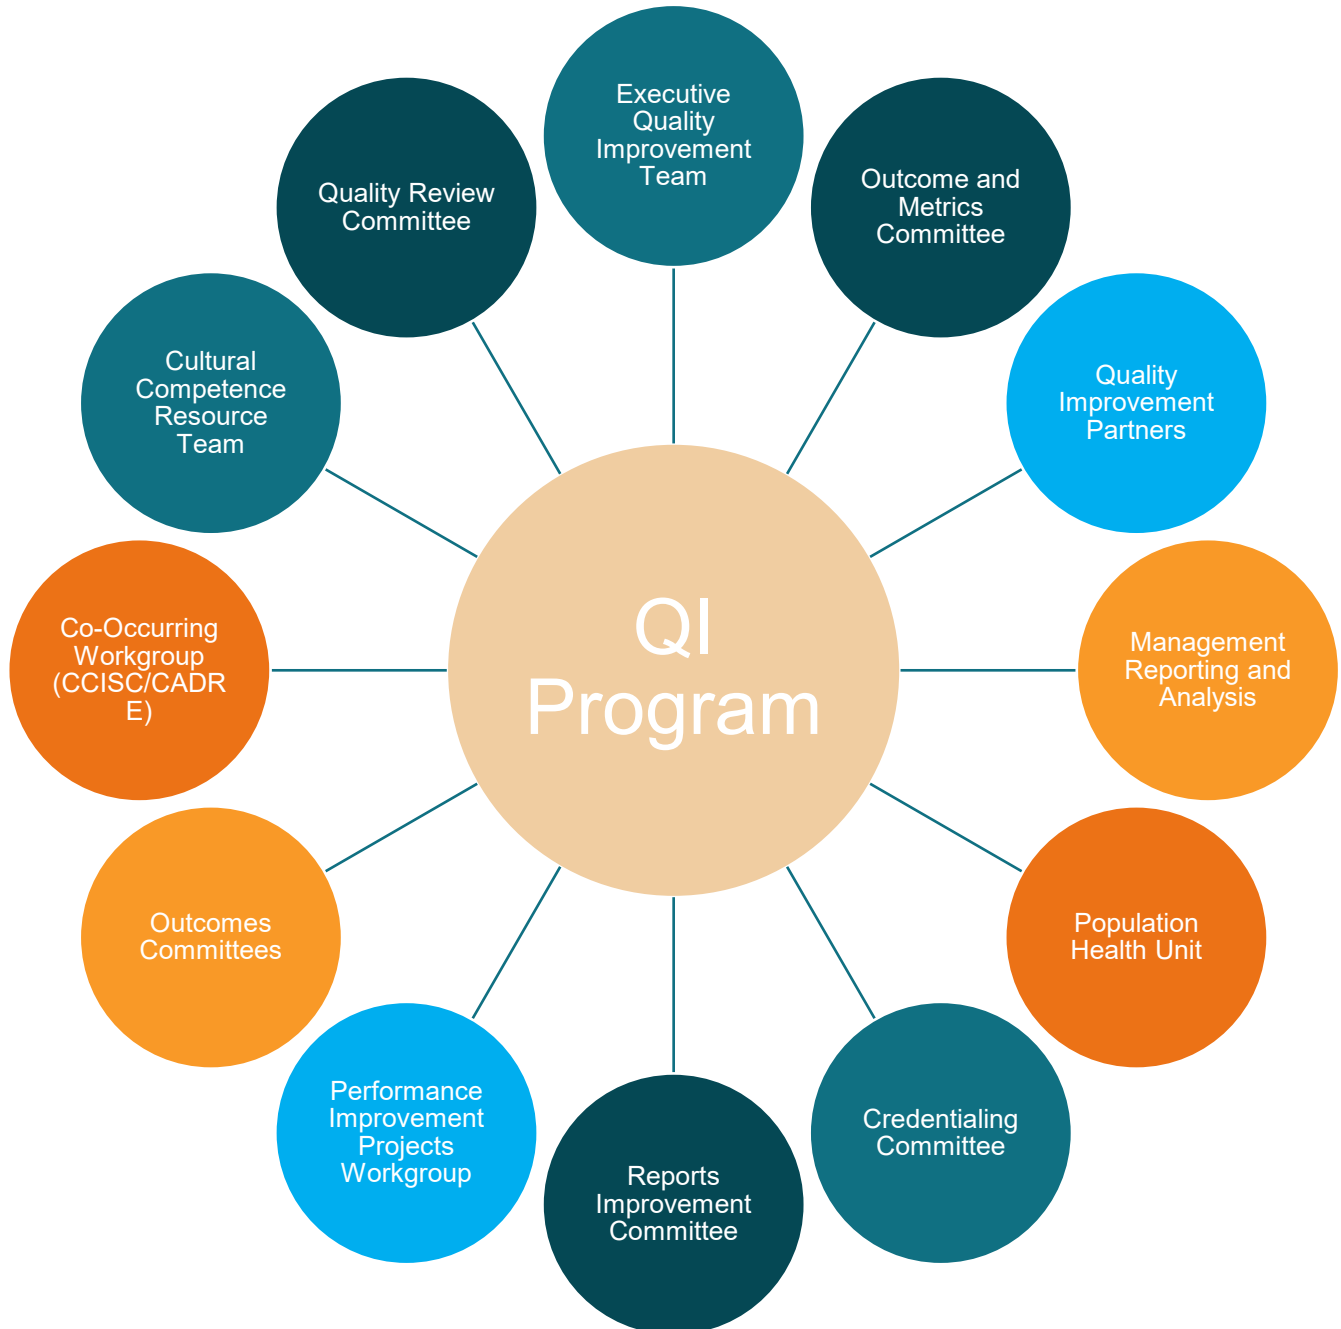 Executive
Quality
Improvement
Team
Outcome and
Metrics
Committee
Quality
Improvement
Partners
Management
Reporting and
Analysis
Population
Health Unit
Credentialing
Committee
Reports
Improvement
Committee
Performance
Improvement
Projects
Workgroup
Outcomes
Committees
Co-Occurring
Workgroup
(CCISC/CADR
E)
Cultural
Competence
Resource
Team
Quality Review
Committee
QI
Program